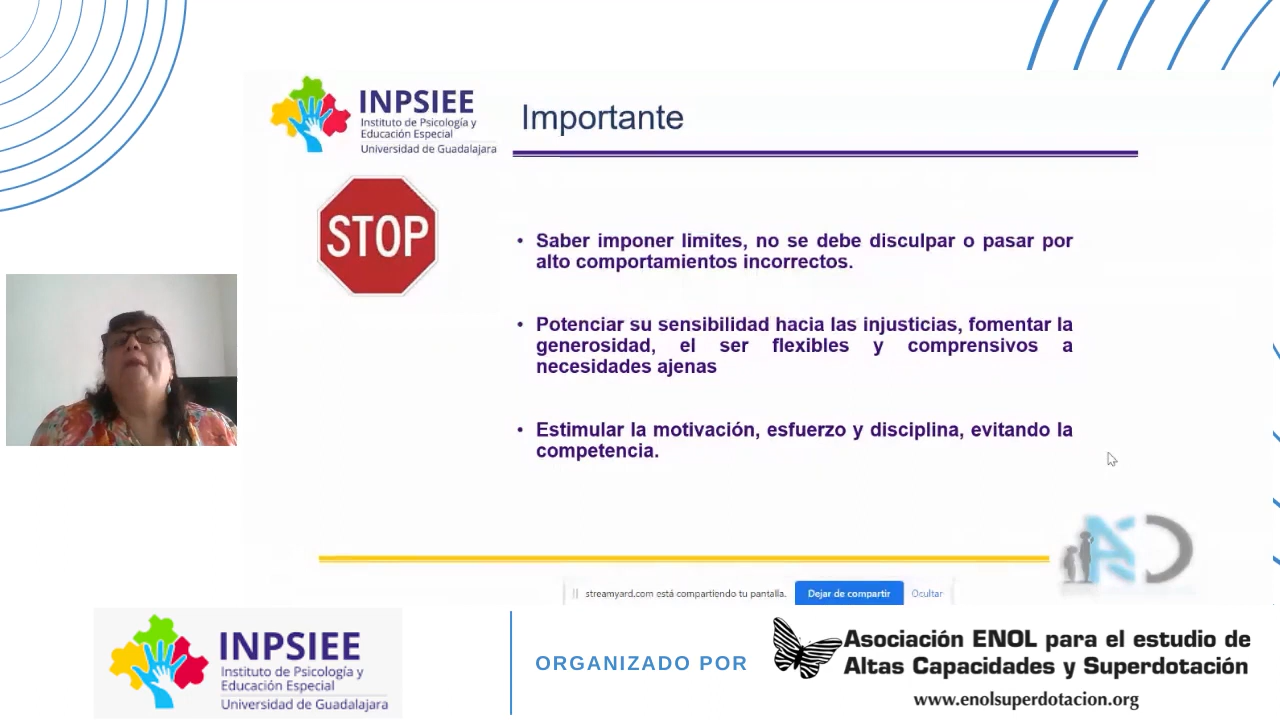 INPSIEE
Instituto de Psicología y
Educación Especial
Universidad de Guadalajara
Importante
STOP
• Saber imponer limites, no se debe disculpar o pasar por
alto comportamientos incorrectos.
• Potenciar su sensibilidad hacia las injusticias, fomentar la
generosidad, el ser flexibles y comprensivos a
necesidades ajenas
• Estimular la motivación, esfuerzo y disciplina, evitando la
competencia.
AC
streamyard.com está compartiendo tu pantalla.
Dejar de compartir
Ocultar
INPSIEE
Instituto de Psicología y
Educación Especial
Universidad de Guadalajara
ORGANIZADO POR
Asociación ENOL para el estudio de
Altas Capacidades y Superdotación
www.enolsuperdotacion.org